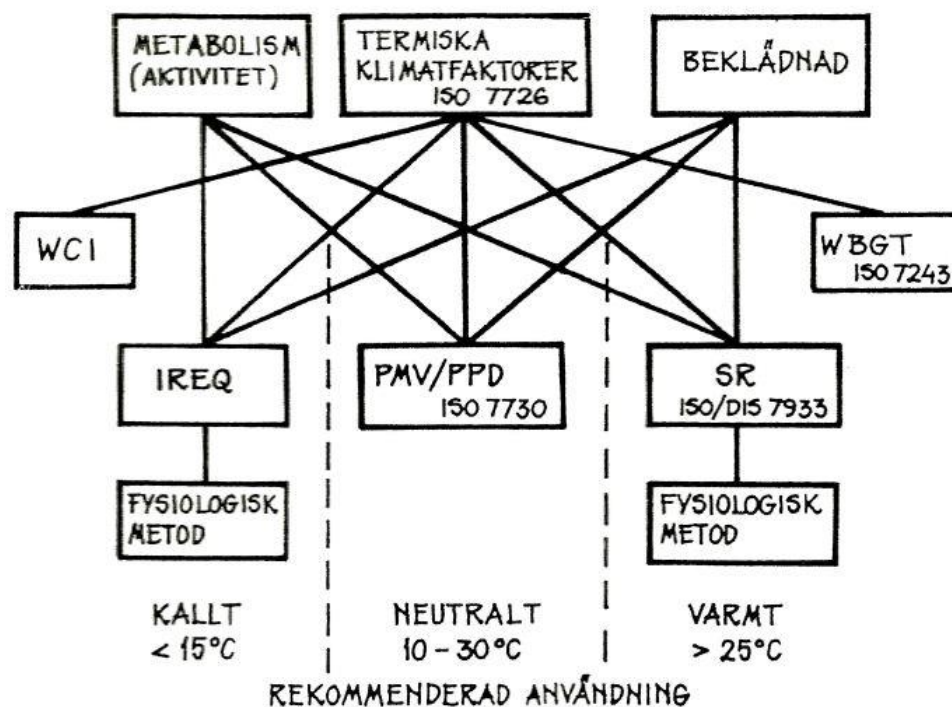 METABOLISM
(AKTIVITET)
TERMISKA
KLIMATFAKTORER
ISO 7726
BEKLÄDNAD
WCI
WBGT
ISO 7243
IREQ
PMV/PPD
ISO 7730
SR
ISO/DIS 7933
FYSIOLOGISK
METOD
FYSIOLOGISK
METOD
KALLT
< 15°C
NEUTRALT
10-30°C
VARMT
> 25°C
REKOMMENDERAD ANVÄNDNING